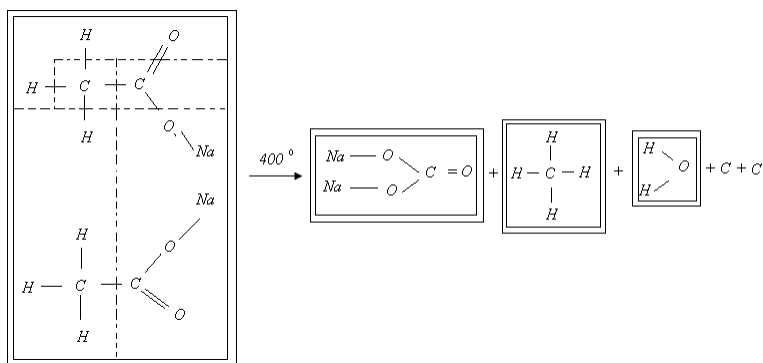 H O
H C C
H O, Na
Na
H O
H C C
H O
400 °
Na O
Na O C = O
+
H
H C H
H
+
H
H O
+ C + C